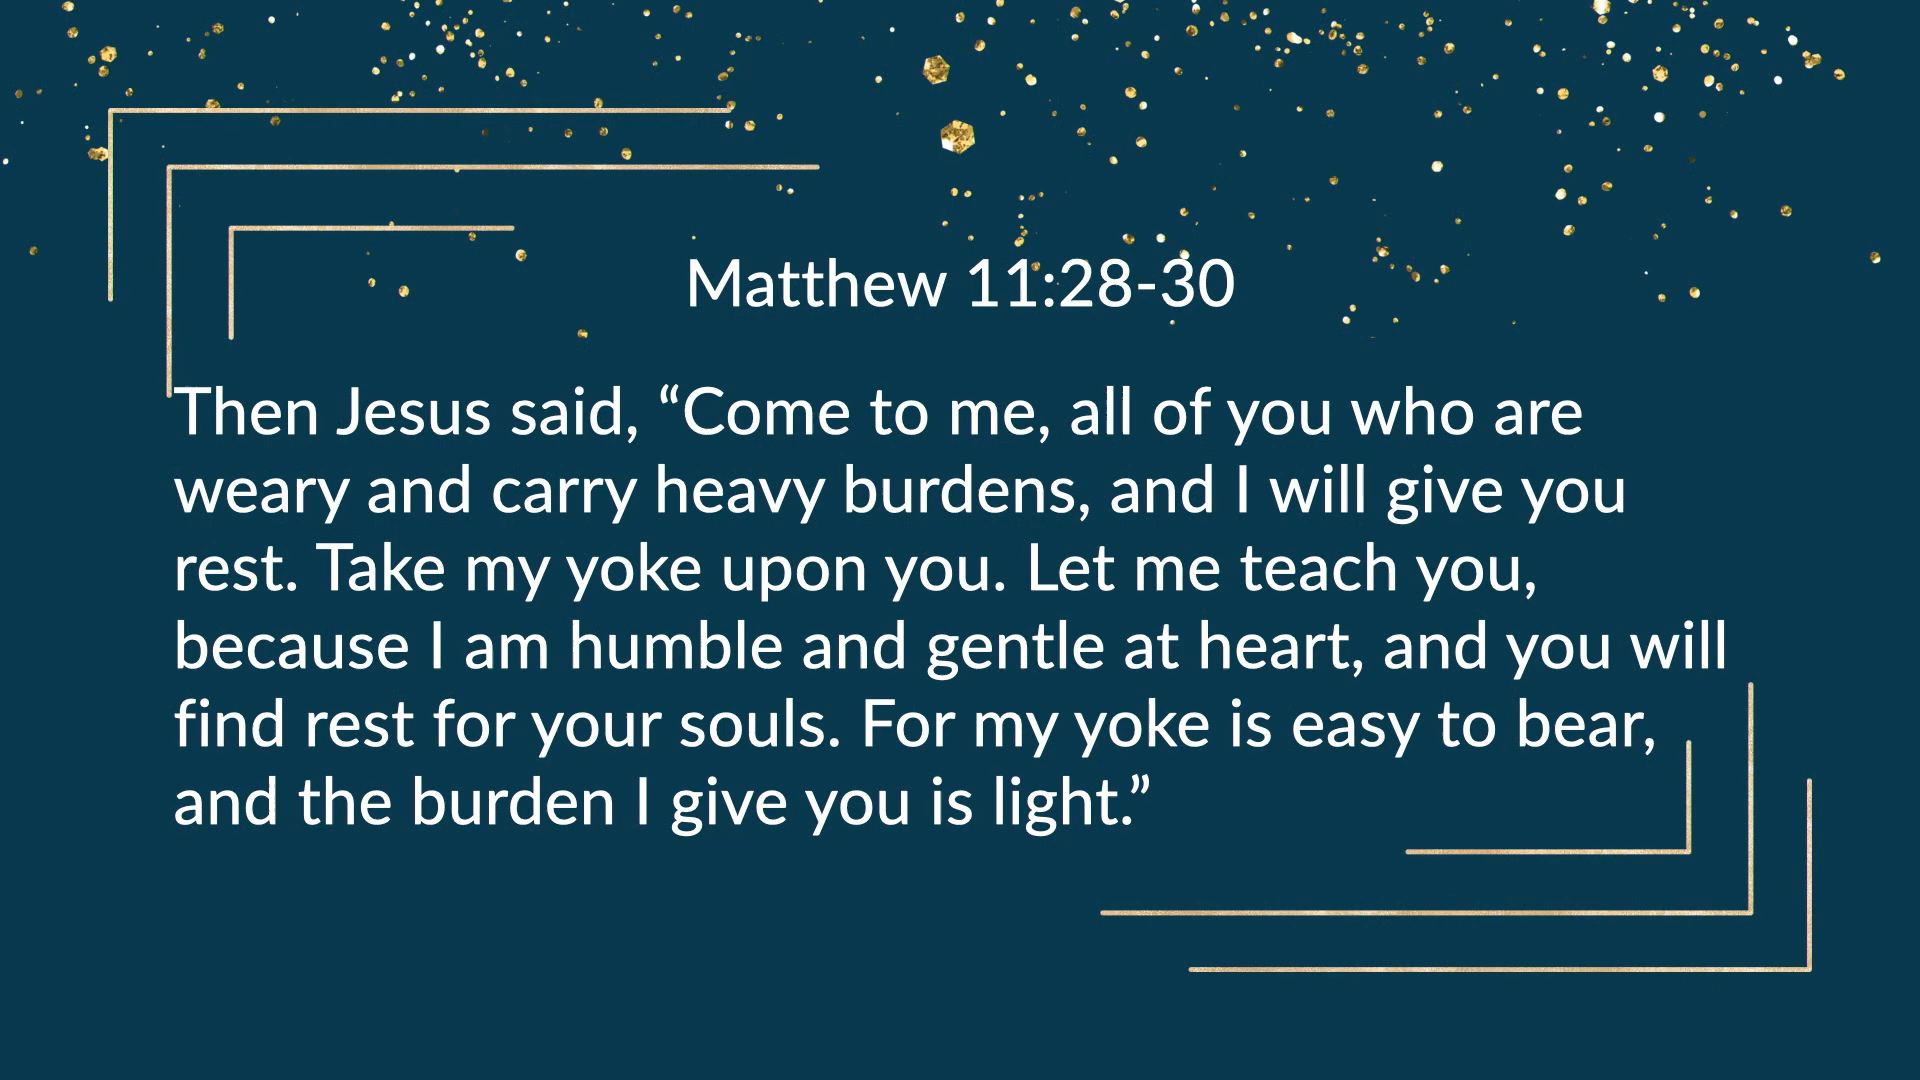 Matthew 11:28-30
Then Jesus said, “Come to me, all of you who are
weary and carry heavy burdens, and I will give you
rest. Take my yoke upon you. Let me teach you,
because I am humble and gentle at heart, and you will
find rest for your souls. For my yoke is easy to bear,
and the burden I give you is light.”